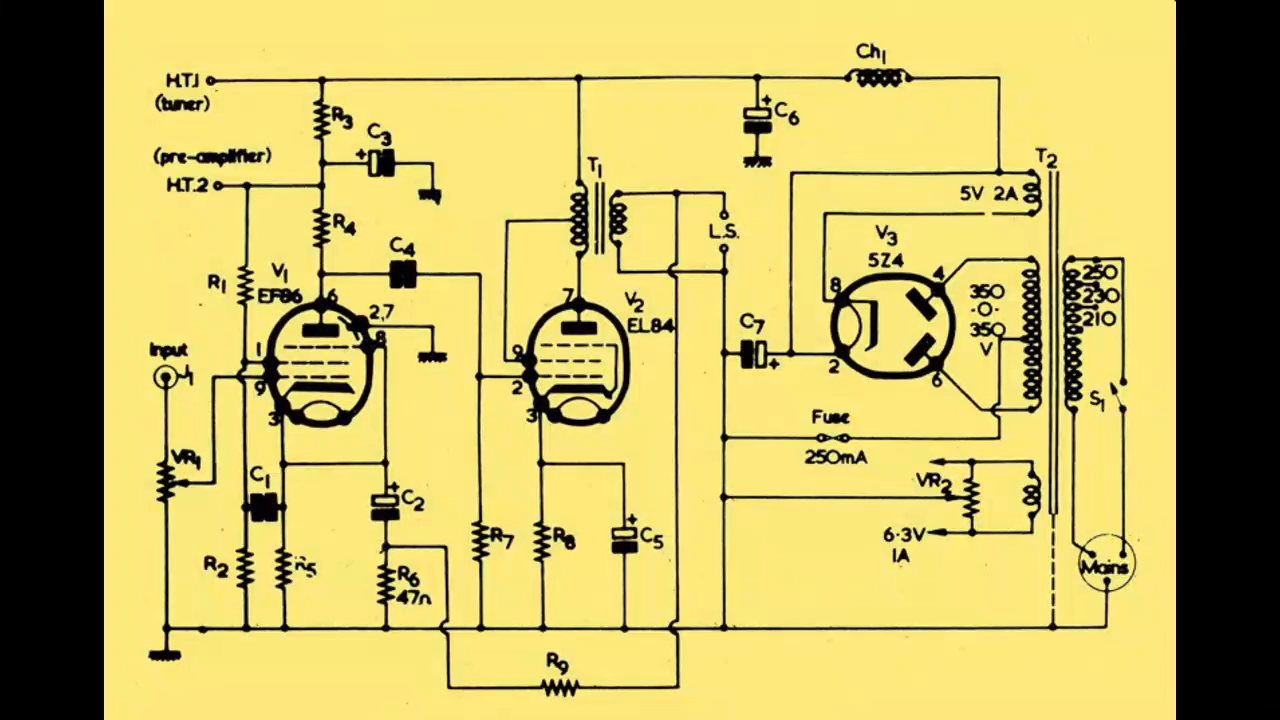 Ch1
H.T.1
(tuner)
R3
C3
C6
(pre-amplifier)
H.T.2
T1
T2
5V 2A
R4
L.S.
V3
5Z4
C4
R1
V1
EF86
6
2,7
8
7
V2
EL84
8
4
350
-0-
350
V
250
230
210
Input
J1
1
9
3
9
2
3
C7
2
6
S1
Fuse
250mA
VR1
C1
C2
VR2
R2
R5
R6
47Ω
R7
R8
C5
6·3V
1A
Mains
R9